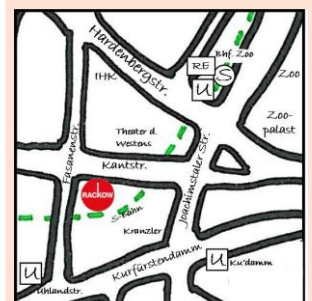 Hardenbergstr.
Bhf. Zoo
RE
S
U
IHK
Zoo
Zoo-
palast
Theater d.
Westens
Fasanenstr.
Kantstr.
Joachimstaler Str.
RACKOW
S-Bahn
Kranzler
Kurfürstendamm
U
Ku'damm
U
Uhlandstr.